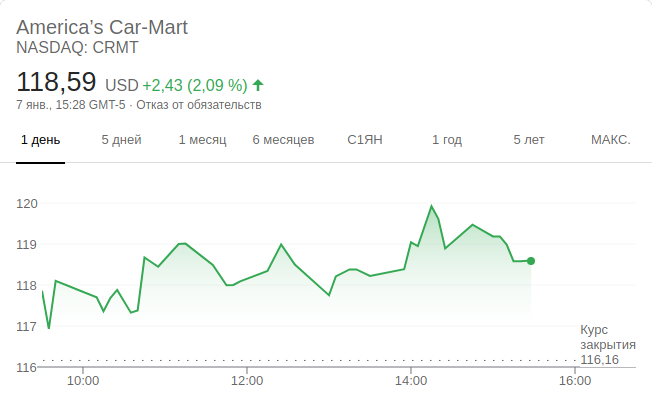 America’s Car-Mart
NASDAQ: CRMT
118,59 USD +2,43 (2,09 %)
7 янв., 15:28 GMT-5 · Отказ от обязательств
1 день 5 дней 1 месяц 6 месяцев С1ЯН 1 год 5 лет МАКС.
120
119
118
117
116
Курс
закрытия
116,16
10:00 12:00 14:00 16:00